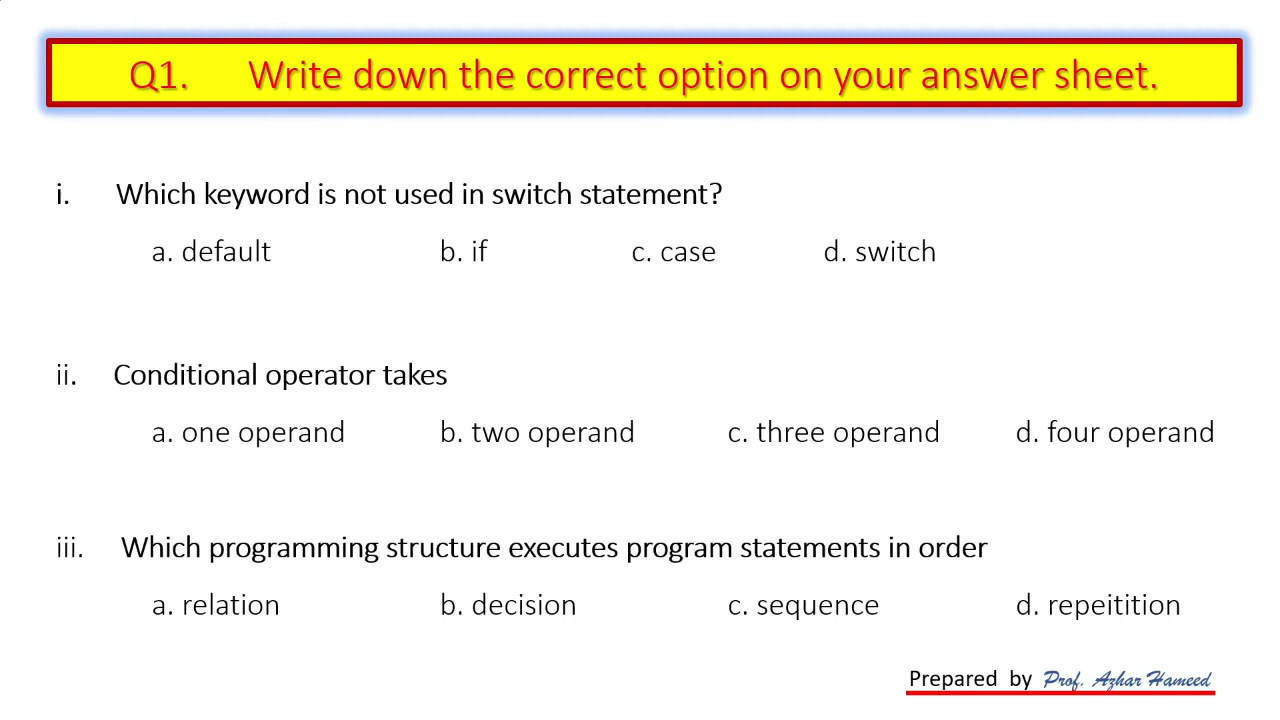 Q1. Write down the correct option on your answer sheet.
i. Which keyword is not used in switch statement?
a. default b. if c. case d. switch
ii. Conditional operator takes
a. one operand b. two operand c. three operand d. four operand
iii. Which programming structure executes program statements in order
a. relation b. decision c. sequence d. repeitition
Prepared by Prof. Azhar Hameed